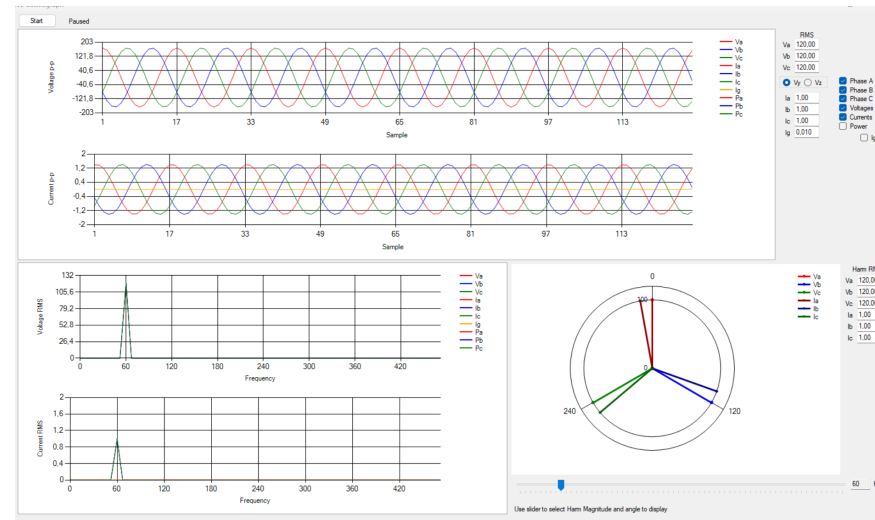 Start Paused
203
121,8
40,6
-40,6
-121,8
-203
Voltage p-p
1 17 33 49 65 81 97 113
Sample
Va
Vb
Vc
Ia
Ib
Ic
Ig
Pa
Pb
Pc
RMS
Va 120,00
Vb 120,00
Vc 120,00
Vy Vz
Ia 1,00
Ib 1,00
Ic 1,00
Ig 0,010
Phase A
Phase B
Phase C
Voltages
Currents
Power
2
1,2
0,4
-0,4
-1,2
-2
Current p-p
1 17 33 49 65 81 97 113
Sample
132
105,6
79,2
52,8
26,4
0
Voltage RMS
0 60 120 180 240 300 360 420
Frequency
Va
Vb
Vc
Ia
Ib
Ic
Ig
Pa
Pb
Pc
2
1,6
1,2
0,8
0,4
0
Current RMS
0 60 120 180 240 300 360 420
Frequency
0
100
0
240
120
Va
Vb
Vc
Ia
Ib
Ic
Harm RM
Va 120,00
Vb 120,00
Vc 120,00
Ia 1,00
Ib 1,00
Ic 1,00
60
Use slider to select Harm Magnitude and angle to display